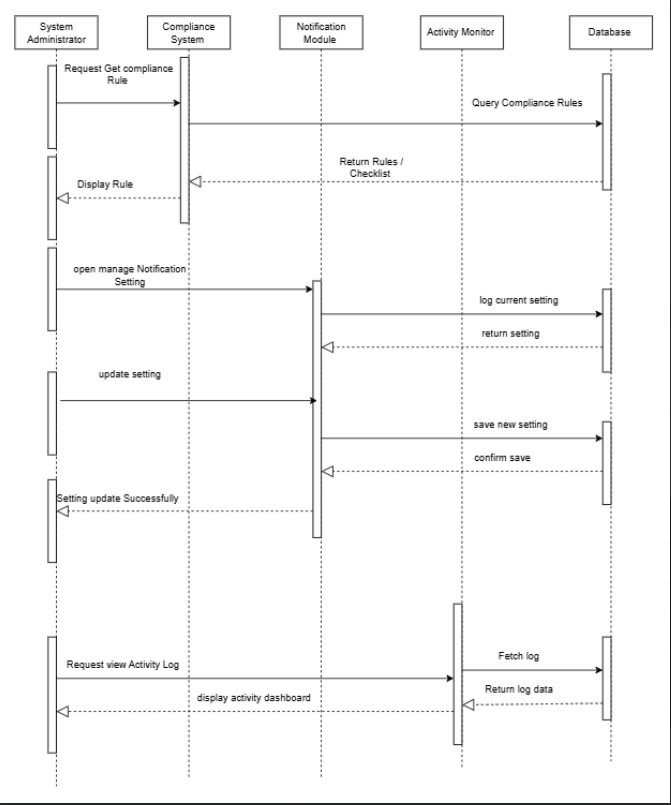 System
Administrator
Compliance
System
Notification
Module
Activity Monitor
Database
Request Get compliance
Rule
Query Compliance Rules
Return Rules /
Checklist
Display Rule
open manage Notification
Setting
log current setting
return setting
update setting
save new setting
confirm save
Setting update Successfully
Request view Activity Log
Fetch log
Return log data
display activity dashboard